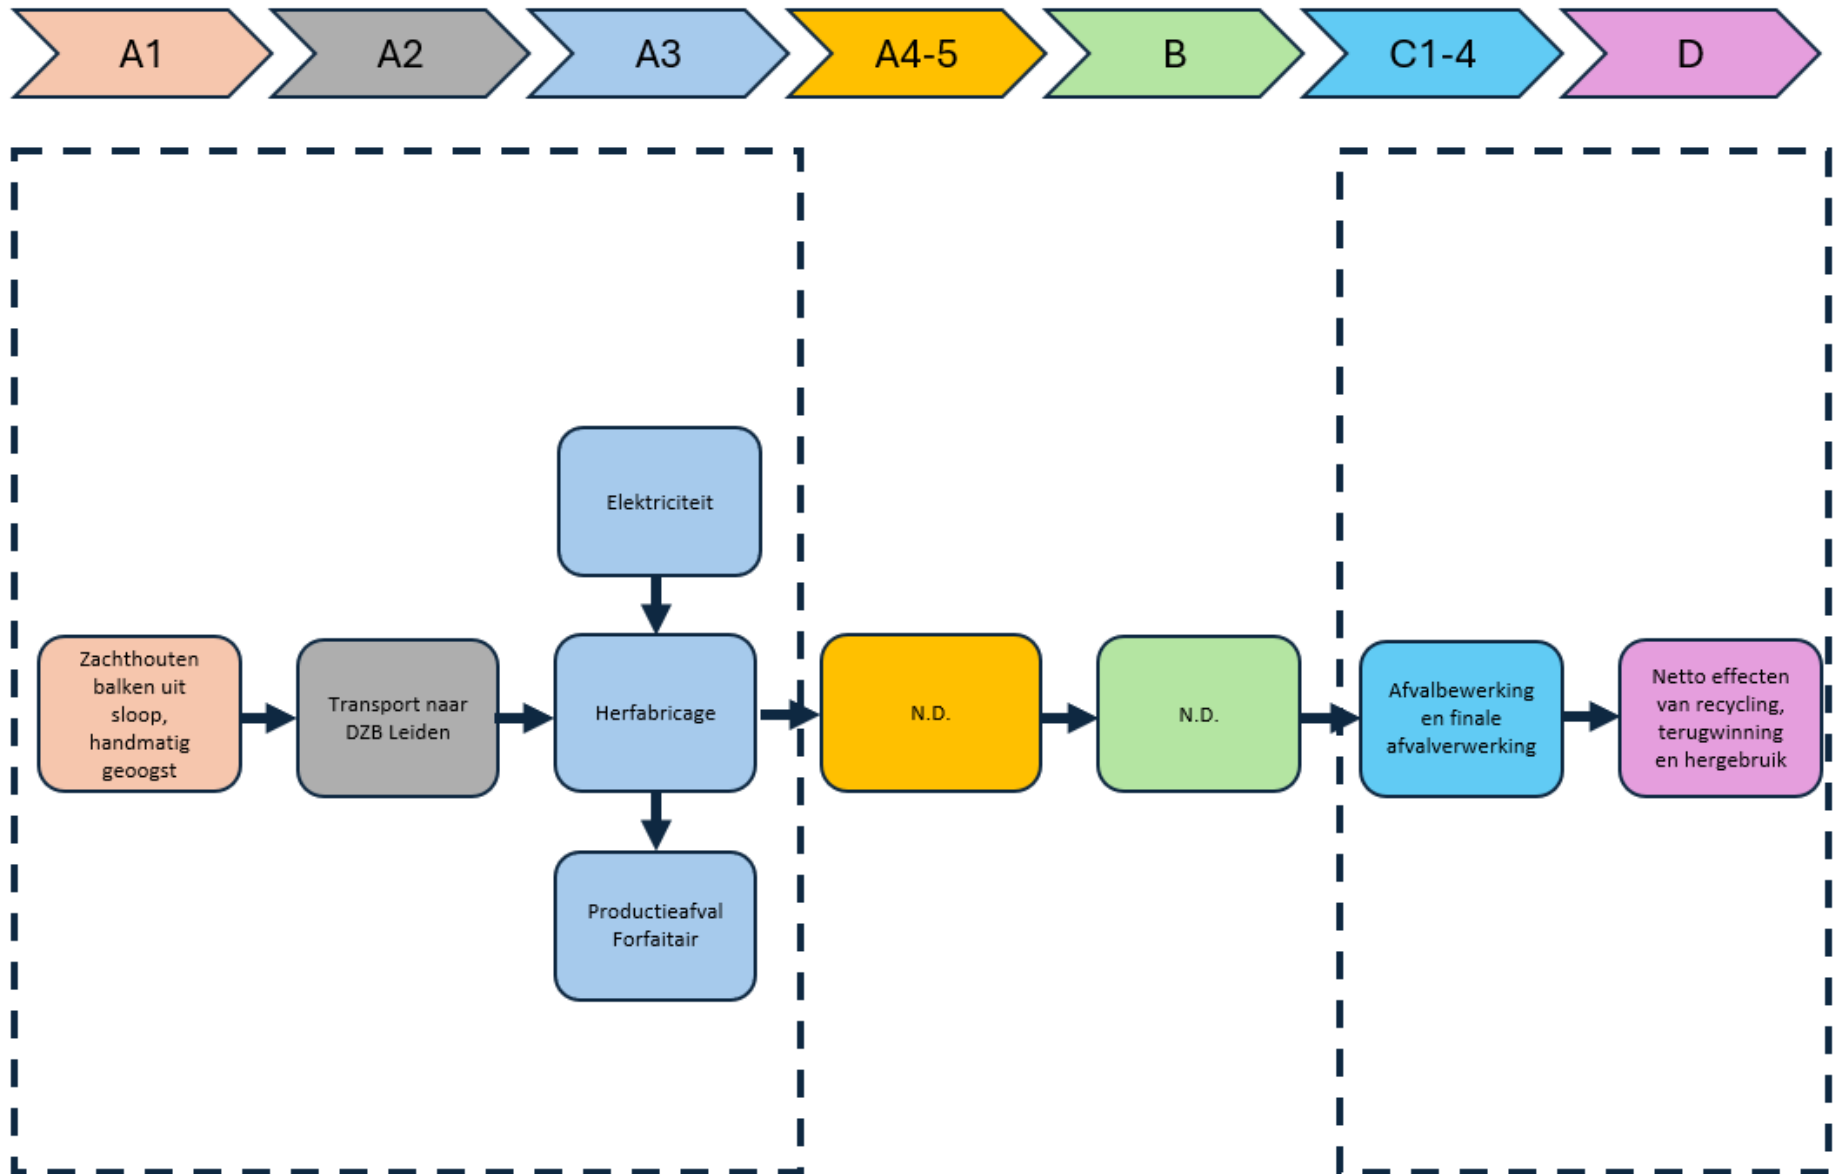 A1
A2
A3
A4-5
B
C1-4
D
Elektriciteit
Zachthouten
balken uit
sloop,
handmatig
geoogst
Transport naar
DZB Leiden
Herfabricage
N.D.
N.D.
Afvalbewerking
en finale
afvalverwerking
Netto effecten
van recycling,
terugwinning
en hergebruik
Productieafval
Forfaitair